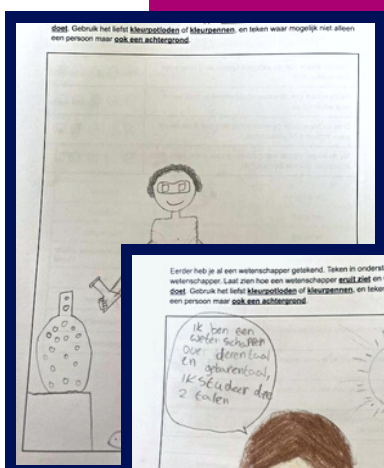 doet. Gebruik het liefst kleurpotloden of kleurpennen, en teken waar mogelijk niet alleen
een persoon maar ook een achtergrond.
Eerder heb je al een wetenschapper getekend. Teken in onderst
wetenschapper. Laat zien hoe een wetenschapper eruit ziet en
doet. Gebruik het liefst kleurpotloden of kleurpennen, en teken
een persoon maar ook een achtergrond.
ik ben een
wetenschapper
over dierentaal
en gebarentaal,
ik studeer deze
2 talen